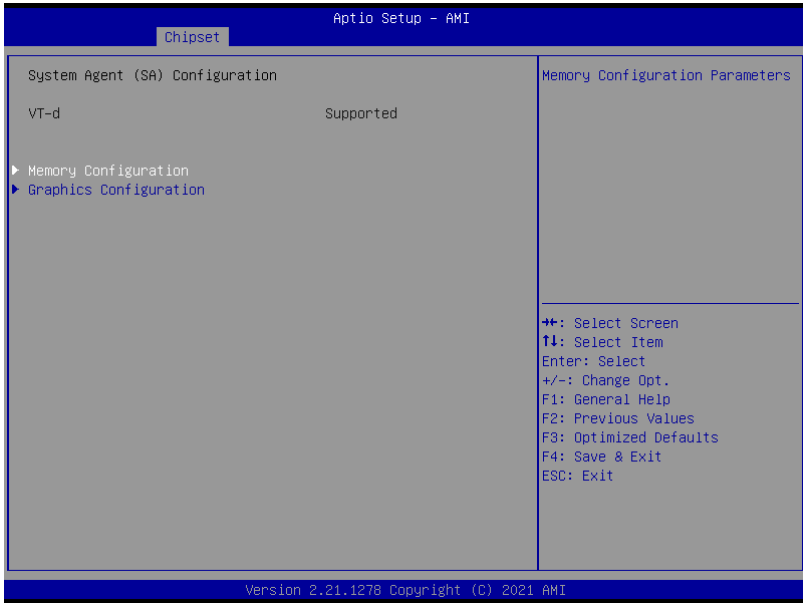 Aptio Setup – AMI
Chipset
System Agent (SA) Configuration
VT-d Supported
Memory Configuration
Graphics Configuration
Memory Configuration Parameters
→←: Select Screen
↑↓: Select Item
Enter: Select
+/-: Change Opt.
F1: General Help
F2: Previous Values
F3: Optimized Defaults
F4: Save & Exit
ESC: Exit
Version 2.21.1278 Copyright (C) 2021 AMI